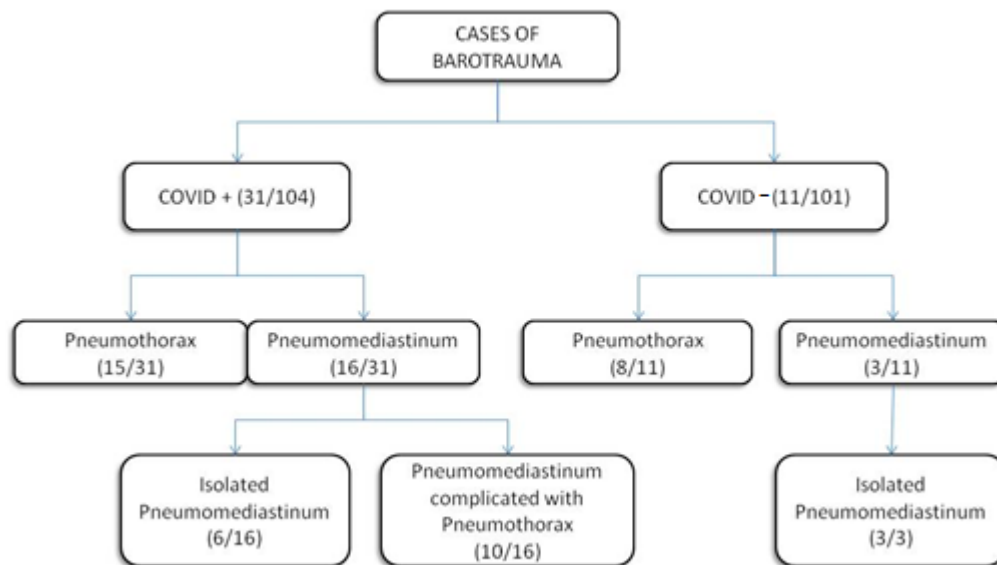 CASES OF
BAROTRAUMA
COVID + (31/104)
COVID –(11/101)
Pneumothorax
(15/31)
Pneumomediastinum
(16/31)
Pneumothorax
(8/11)
Pneumomediastinum
(3/11)
Isolated
Pneumomediastinum
(6/16)
Pneumomediastinum
complicated with
Pneumothorax
(10/16)
Isolated
Pneumomediastinum
(3/3)